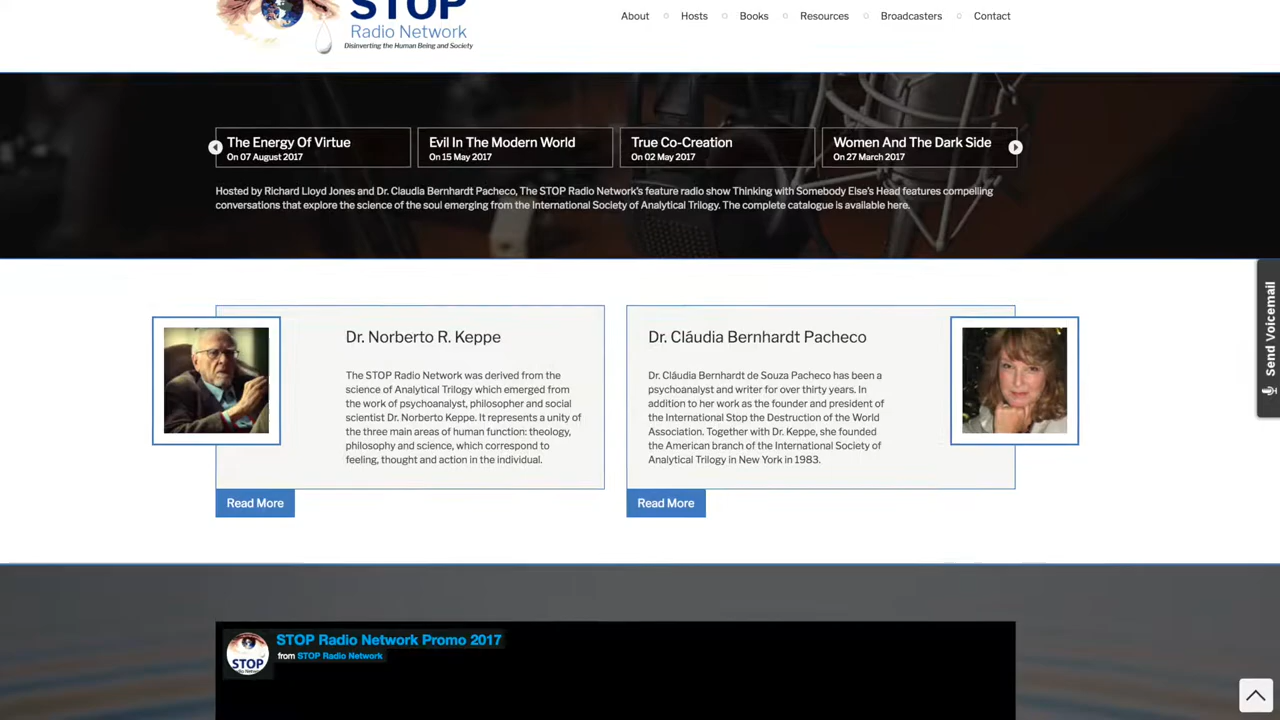 STOP
Radio Network
Disinverting the Human Being and Society
About Hosts Books Resources Broadcasters Contact
The Energy Of Virtue
On 07 August 2017
Evil In The Modern World
On 15 May 2017
True Co-Creation
On 02 May 2017
Women And The Dark Side
On 27 March 2017
Hosted by Richard Lloyd Jones and Dr. Claudia Bernhardt Pacheco, The STOP Radio Network's feature radio show Thinking with Somebody Else's Head features compelling
conversations that explore the science of the soul emerging from the International Society of Analytical Trilogy. The complete catalogue is available here.
Send Voicemail
Dr. Norberto R. Keppe
The STOP Radio Network was derived from the
science of Analytical Trilogy which emerged from
the work of psychoanalyst, philosopher and social
scientist Dr. Norberto Keppe. It represents a unity of
the three main areas of human function: theology,
philosophy and science, which correspond to
feeling, thought and action in the individual.
Read More
Dr. Cláudia Bernhardt Pacheco
Dr. Cláudia Bernhardt de Souza Pacheco has been a
psychoanalyst and writer for over thirty years. In
addition to her work as the founder and president of
the International Stop the Destruction of the World
Association. Together with Dr. Keppe, she founded
the American branch of the International Society of
Analytical Trilogy in New York in 1983.
Read More
STOP
Radio Network
STOP Radio Network Promo 2017
from STOP Radio Network